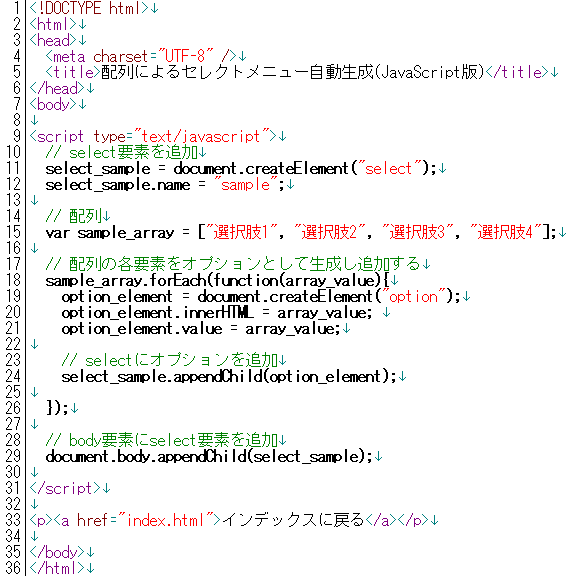 1 <!DOCTYPE html>↓
2 <html>↓
3 <head>↓
4   <meta charset="UTF-8" />↓
5   <title>配列によるセレクトメニュー自動生成(JavaScript版)</title>↓
6 </head>↓
7 <body>↓
8 ↓
9 <script type="text/javascript">↓
10   // select要素を追加↓
11   select_sample = document.createElement("select");↓
12   select_sample.name = "sample";↓
13 ↓
14   // 配列↓
15   var sample_array = ["選択肢1", "選択肢2", "選択肢3", "選択肢4"];↓
16 ↓
17   // 配列の各要素をオプションとして生成し追加する↓
18   sample_array.forEach(function(array_value){↓
19     option_element = document.createElement("option");↓
20     option_element.innerHTML = array_value; ↓
21     option_element.value = array_value;↓
22 ↓
23     // selectにオプションを追加↓
24     select_sample.appendChild(option_element);↓
25 ↓
26   });↓
27 ↓
28   // body要素にselect要素を追加↓
29   document.body.appendChild(select_sample);↓
30 ↓
31 </script>↓
32 ↓
33 <p><a href="index.html">インデックスに戻る</a></p>↓
34 ↓
35 </body>↓
36 </html>↓